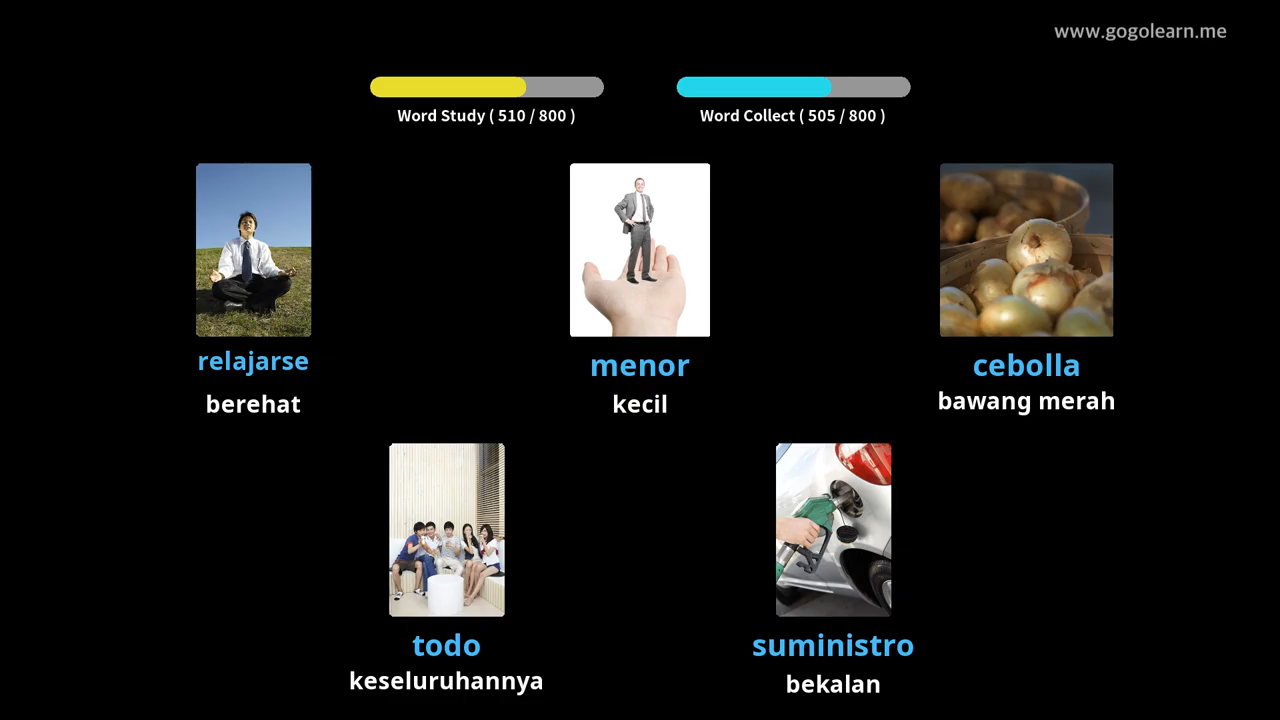 www.gogolearn.me
Word Study ( 510 / 800 )
Word Collect ( 505 / 800 )
relajarse
berehat
menor
kecil
cebolla
bawang merah
todo
keseluruhannya
suministro
bekalan